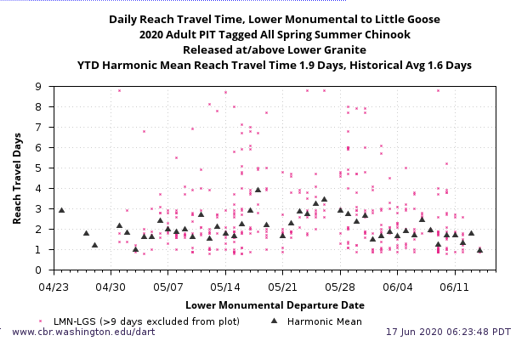 Daily Reach Travel Time, Lower Monumental to Little Goose
2020 Adult PIT Tagged All Spring Summer Chinook
Released at/above Lower Granite
YTD Harmonic Mean Reach Travel Time 1.9 Days, Historical Avg 1.6 Days
9
8
7
6
5
4
3
2
1
0
Reach Travel Days
04/23 04/30 05/07 05/14 05/21 05/28 06/04 06/11
Lower Monumental Departure Date
LMN-LGS (>9 days excluded from plot) Harmonic Mean
www.cbr.washington.edu/dart 17 Jun 2020 06:23:48 PDT